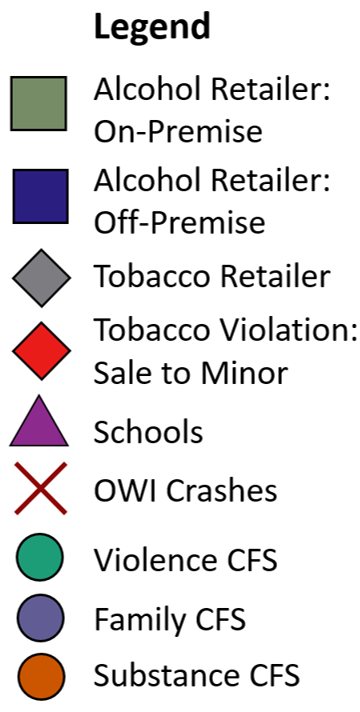 Legend
Alcohol Retailer:
On-Premise
Alcohol Retailer:
Off-Premise
Tobacco Retailer
Tobacco Violation:
Sale to Minor
Schools
OWI Crashes
Violence CFS
Family CFS
Substance CFS